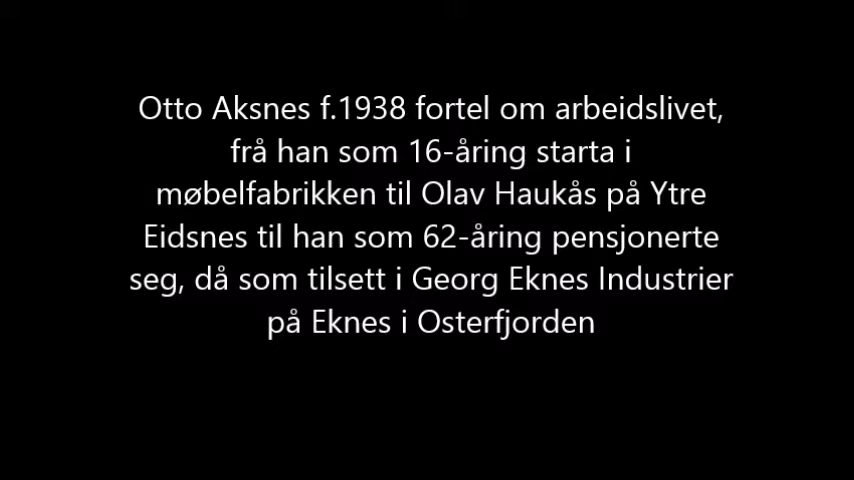 Otto Aksnes f.1938 fortel om arbeidslivet,
frå han som 16-åring starta i
møbelfabrikken til Olav Haukås på Ytre
Eidsnes til han som 62-åring pensjonerte
seg, då som tilsett i Georg Eknes Industrier
på Eknes i Osterfjorden